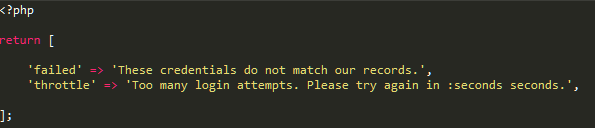 <?php
return [
'failed' => 'These credentials do not match our records.',
'throttle' => 'Too many login attempts. Please try again in :seconds seconds.',
];